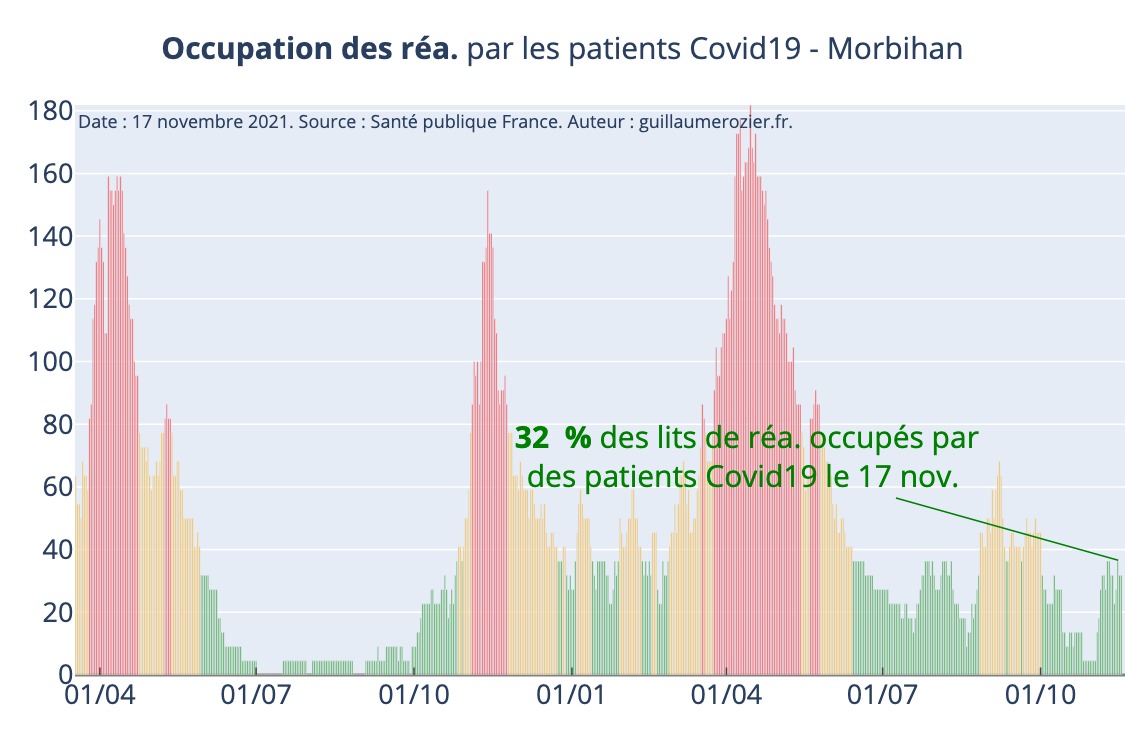 Occupation des réa. par les patients Covid19 - Morbihan
180
Date : 17 novembre 2021. Source : Santé publique France. Auteur : guillaumerozier.fr.
160
140
120
100
80
32 % des lits de réa. occupés par
des patients Covid19 le 17 nov.
60
40
20
0
01/04 01/07 01/10 01/01 01/04 01/07 01/10